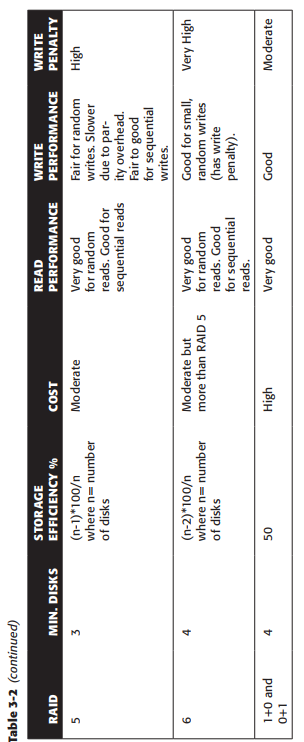 Table 3-2 (continued)
RAID MIN. DISKS STORAGE EFFICIENCY % COST READ PERFORMANCE WRITE PERFORMANCE WRITE PENALTY
5 3 (n-1)*100/n where n= number of disks Moderate Very good for random reads. Good for sequential reads Fair for random writes. Slower due to par-ity overhead. Fair to good for sequential writes. High
6 4 (n-2)*100/n where n= number of disks Moderate but more than RAID 5 Very good for random reads. Good for sequential reads. Good for small, random writes (has write penalty). Very High
1+0 and 0+1 4 50 High Very good Good Moderate